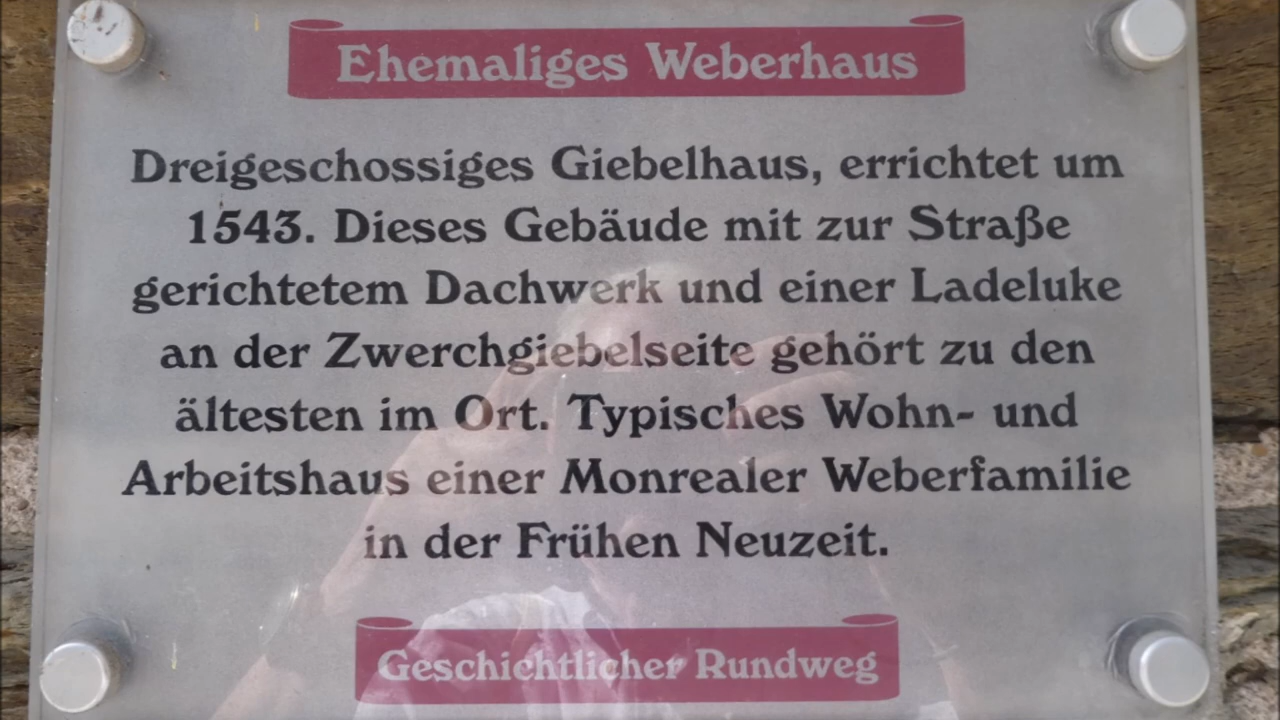 Ehemaliges Weberhaus
Dreigeschossiges Giebelhaus, errichtet um
1543. Dieses Gebäude mit zur Straße
gerichtetem Dachwerk und einer Ladeluke
an der Zwerchgiebelseite gehört zu den
ältesten im Ort. Typisches Wohn- und
Arbeitshaus einer Monrealer Weberfamilie
in der Frühen Neuzeit.
Geschichtlicher Rundweg